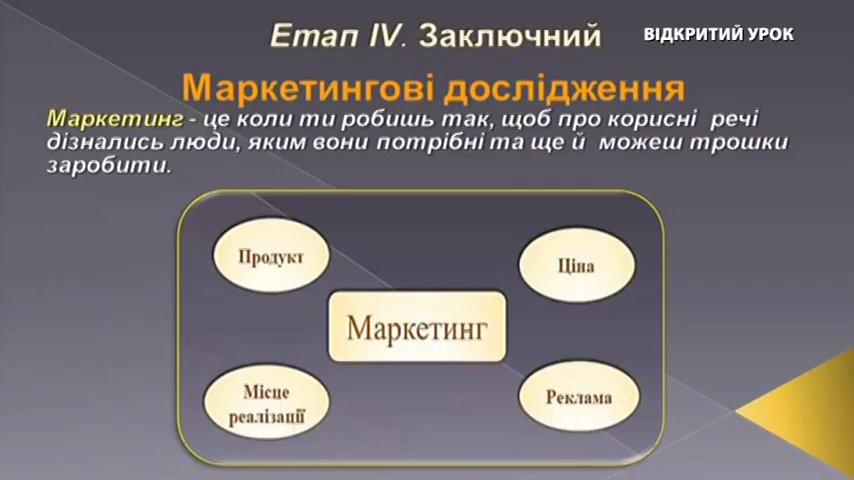 Етап IV. Заключний
ВІДКРИТИЙ УРОК
Маркетингові дослідження
Маркетинг - це коли ти робишь так, щоб про корисні речі
дізнались люди, яким вони потрібні та ще й можеш трошки
заробити.
Продукт
Ціна
Маркетинг
Місце
реалізації
Реклама